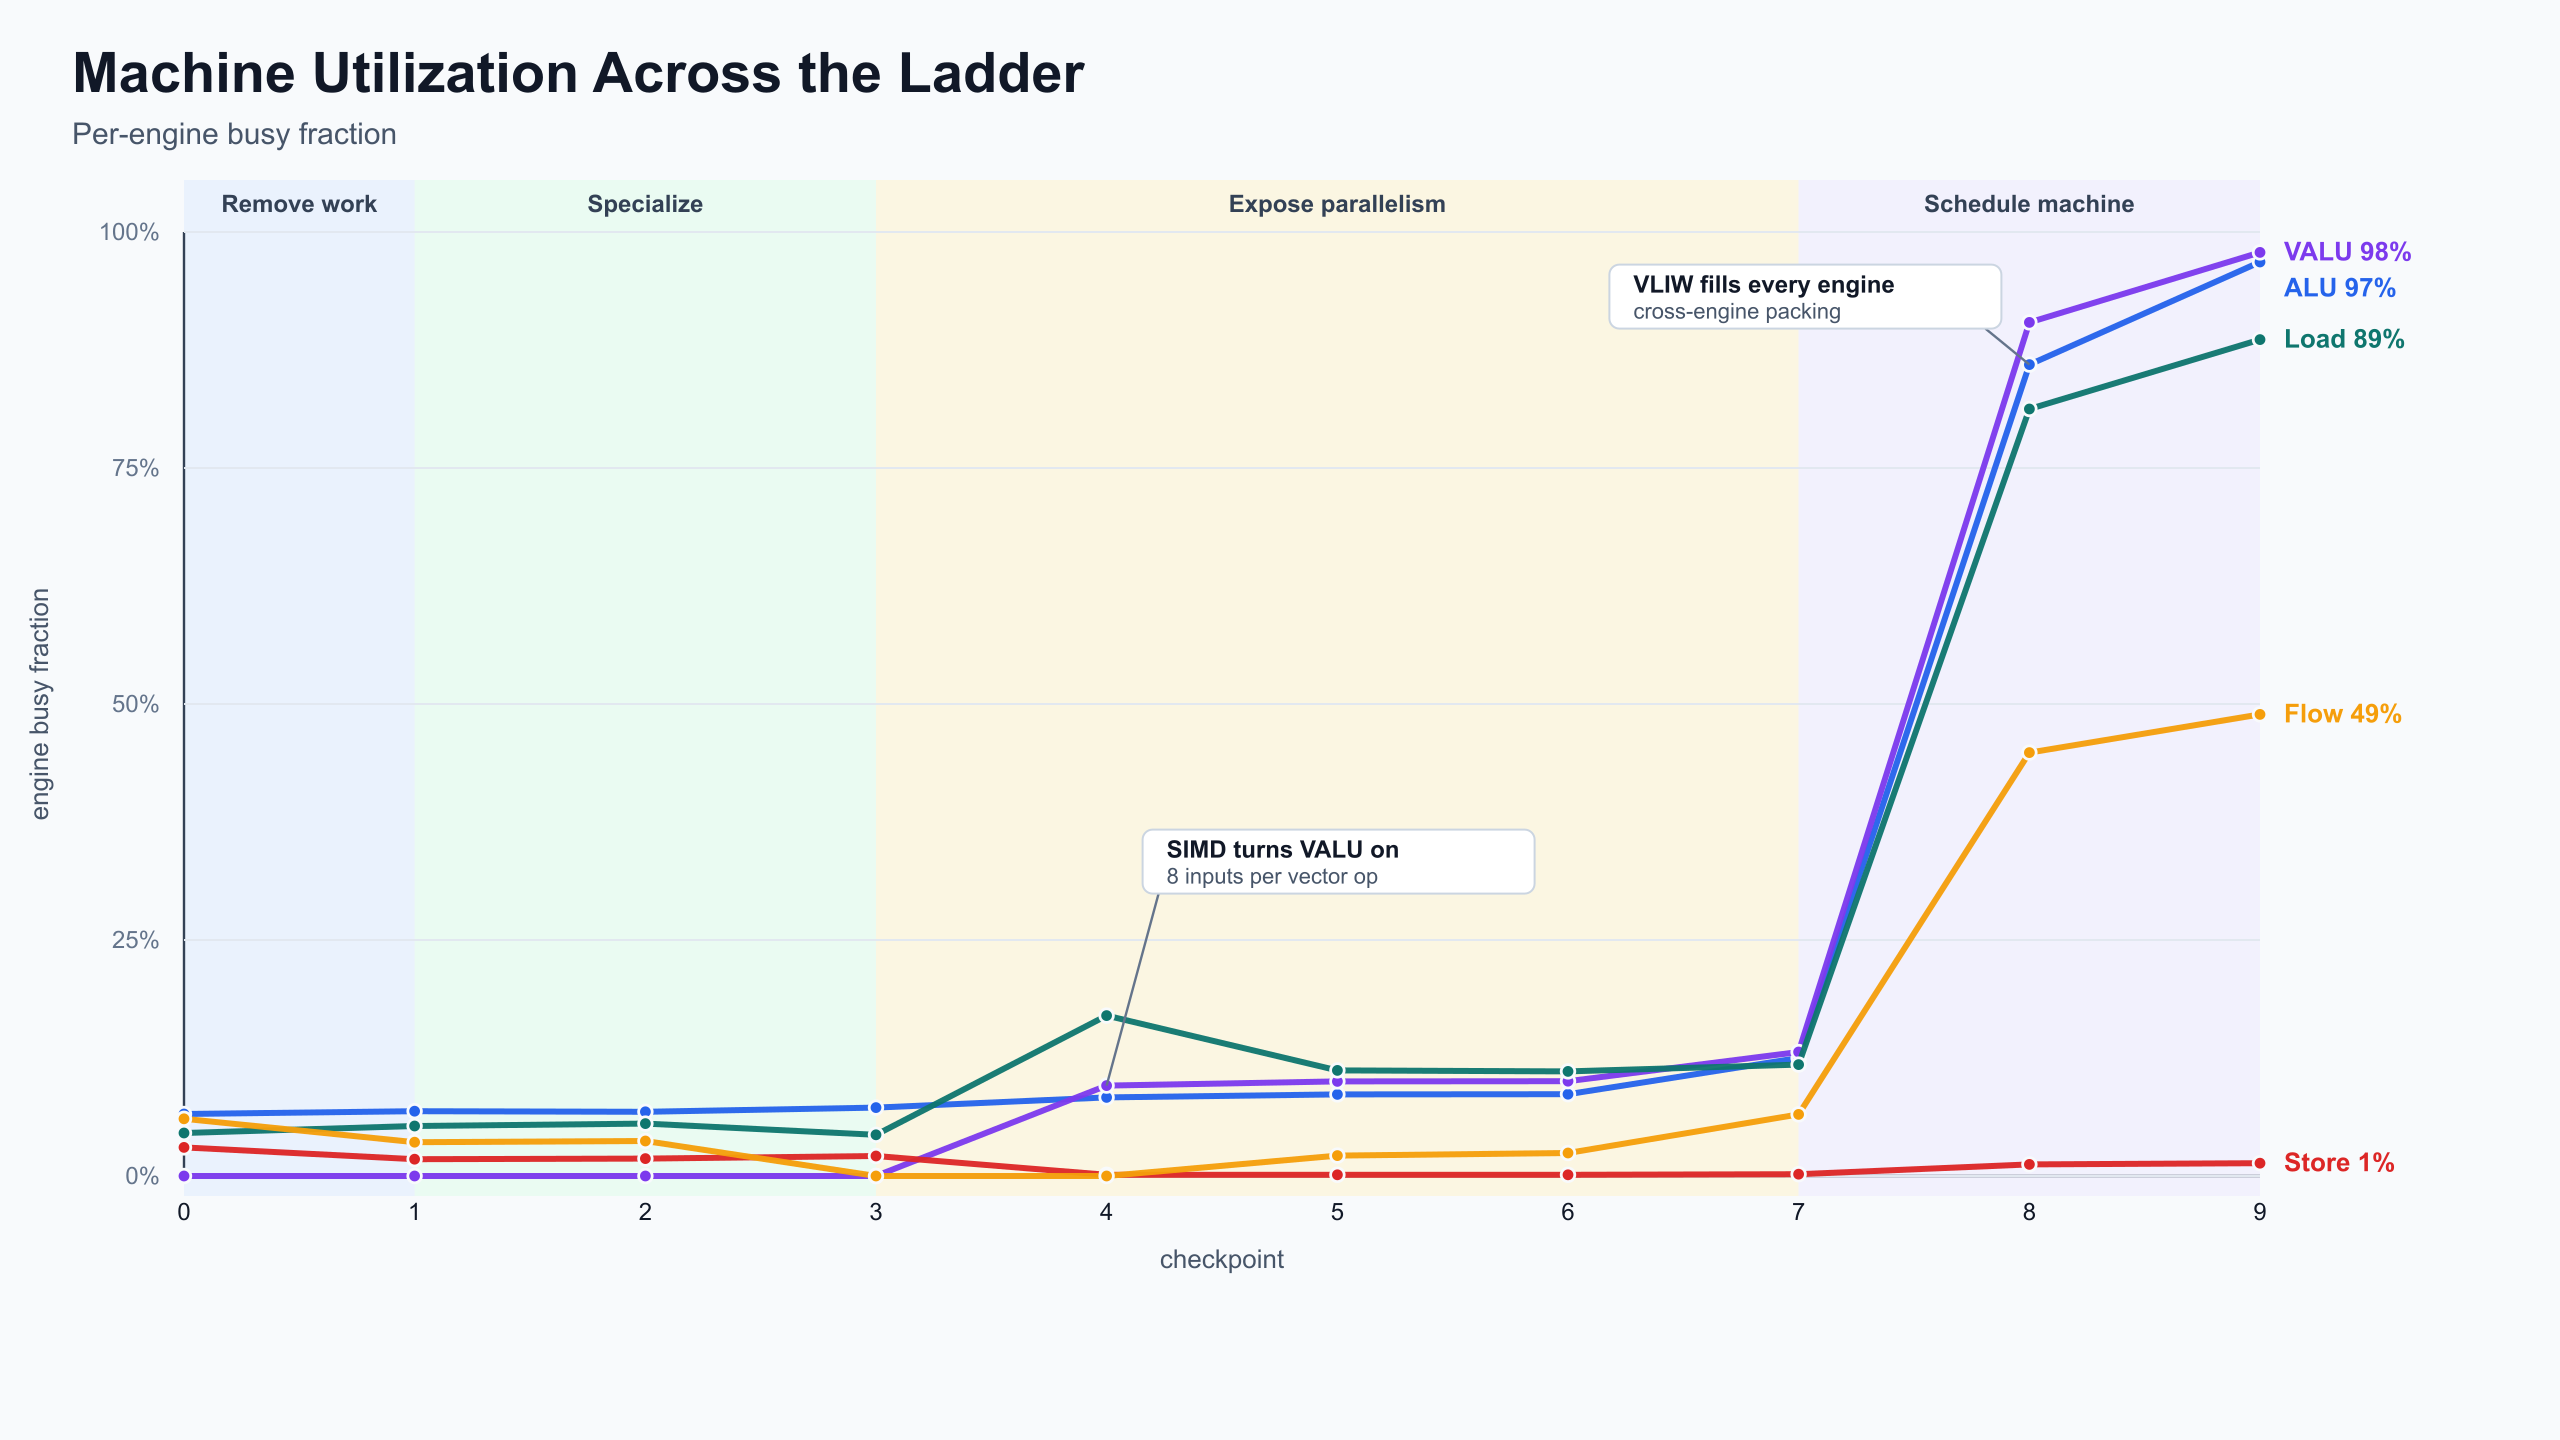 Machine Utilization Across the Ladder
Per-engine busy fraction
Remove work
Specialize
Expose parallelism
Schedule machine
100%
75%
50%
25%
0%
engine busy fraction
VLIW fills every engine
cross-engine packing
SIMD turns VALU on
8 inputs per vector op
VALU 98%
ALU 97%
Load 89%
Flow 49%
Store 1%
0 1 2 3 4 5 6 7 8 9
checkpoint